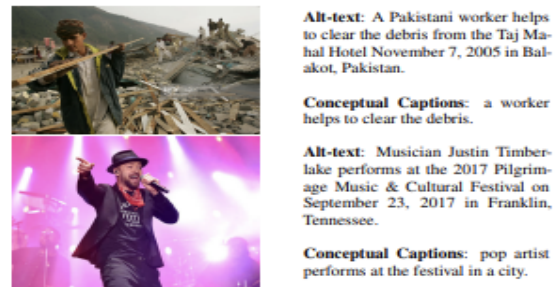 Alt-text: A Pakistani worker helps
to clear the debris from the Taj Ma-
hal Hotel November 7, 2005 in Bal-
akot, Pakistan.
Conceptual Captions: a worker
helps to clear the debris.
Alt-text: Musician Justin Timber-
lake performs at the 2017 Pilgrim-
age Music & Cultural Festival on
September 23, 2017 in Franklin,
Tennessee.
Conceptual Captions: pop artist
performs at the festival in a city.